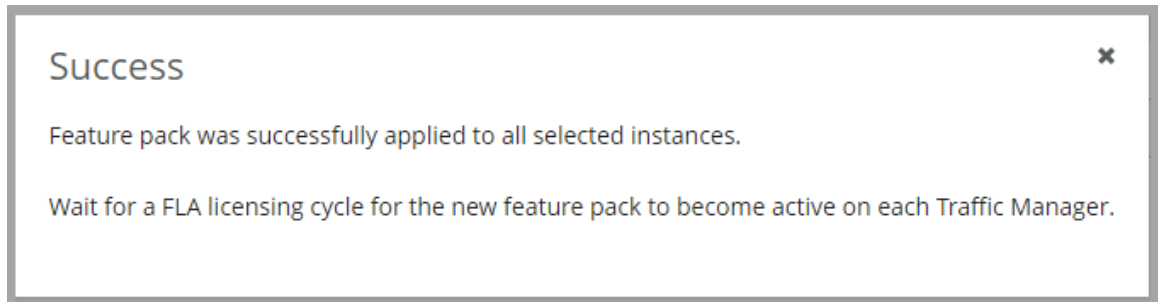 Success
Feature pack was successfully applied to all selected instances.
Wait for a FLA licensing cycle for the new feature pack to become active on each Traffic Manager.